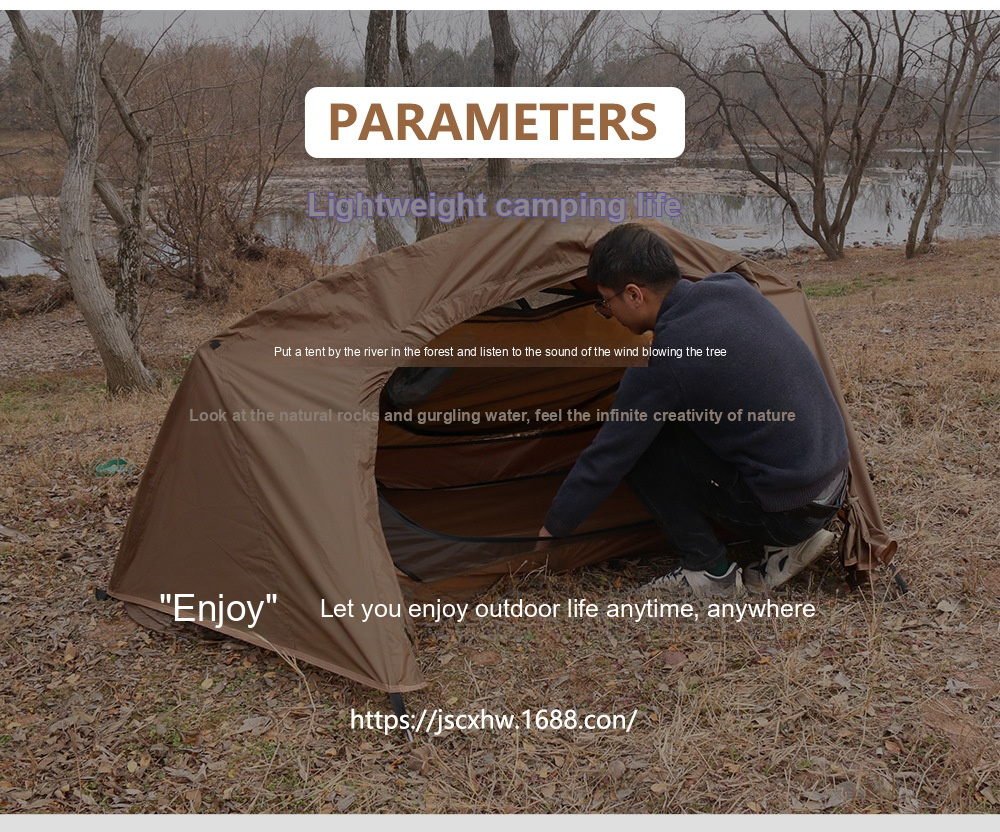 PARAMETERS
Lightweight camping life
Put a tent by the river in the forest and listen to the sound of the wind blowing the tree
Look at the natural rocks and gurgling water, feel the infinite creativity of nature
" "Enjoy" Let you enjoy outdoor life anytime, anywhere
https://jscxhw.1688.con/